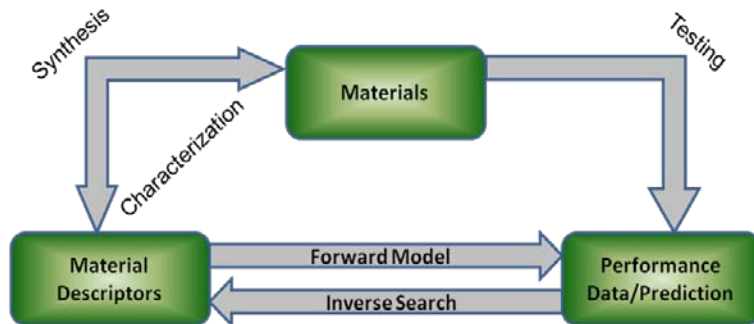 Synthesis
Testing
Materials
Characterization
Material
Descriptors
Forward Model
Inverse Search
Performance
Data/Prediction